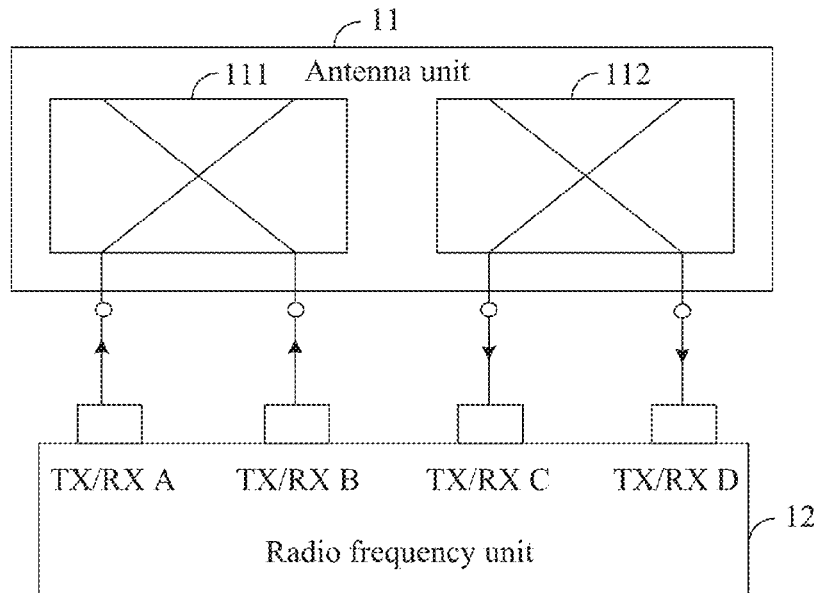 11
Antenna unit
111
112
TX/RX A
TX/RX B
TX/RX C
TX/RX D
12
Radio frequency unit